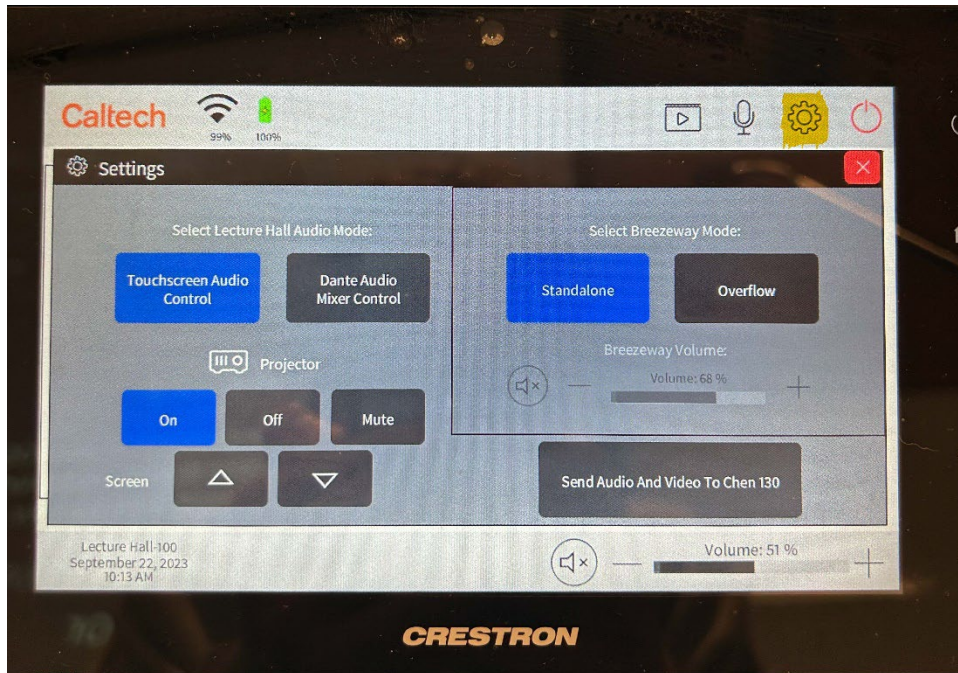 Caltech
99%
100%
Settings
Select Lecture Hall Audio Mode:
Touchscreen Audio
Control
Dante Audio
Mixer Control
Projector
On
Off
Mute
Screen
Select Breezeway Mode:
Standalone
Overflow
Breezeway Volume:
Volume: 68 %
Send Audio And Video To Chen 130
Lecture Hall-100
September 22, 2023
10:13 AM
Volume: 51 %
CRESTRON